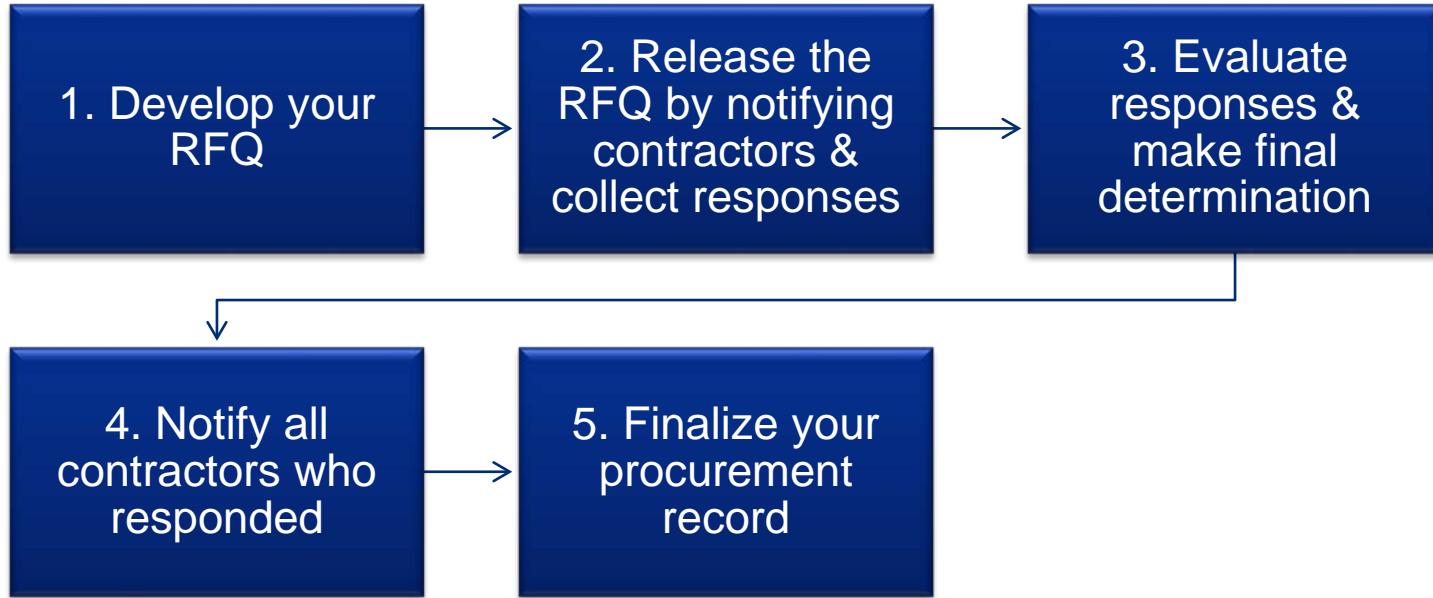 1. Develop your
RFQ
2. Release the
RFQ by notifying
contractors &
collect responses
3. Evaluate
responses &
make final
determination
4. Notify all
contractors who
responded
5. Finalize your
procurement
record